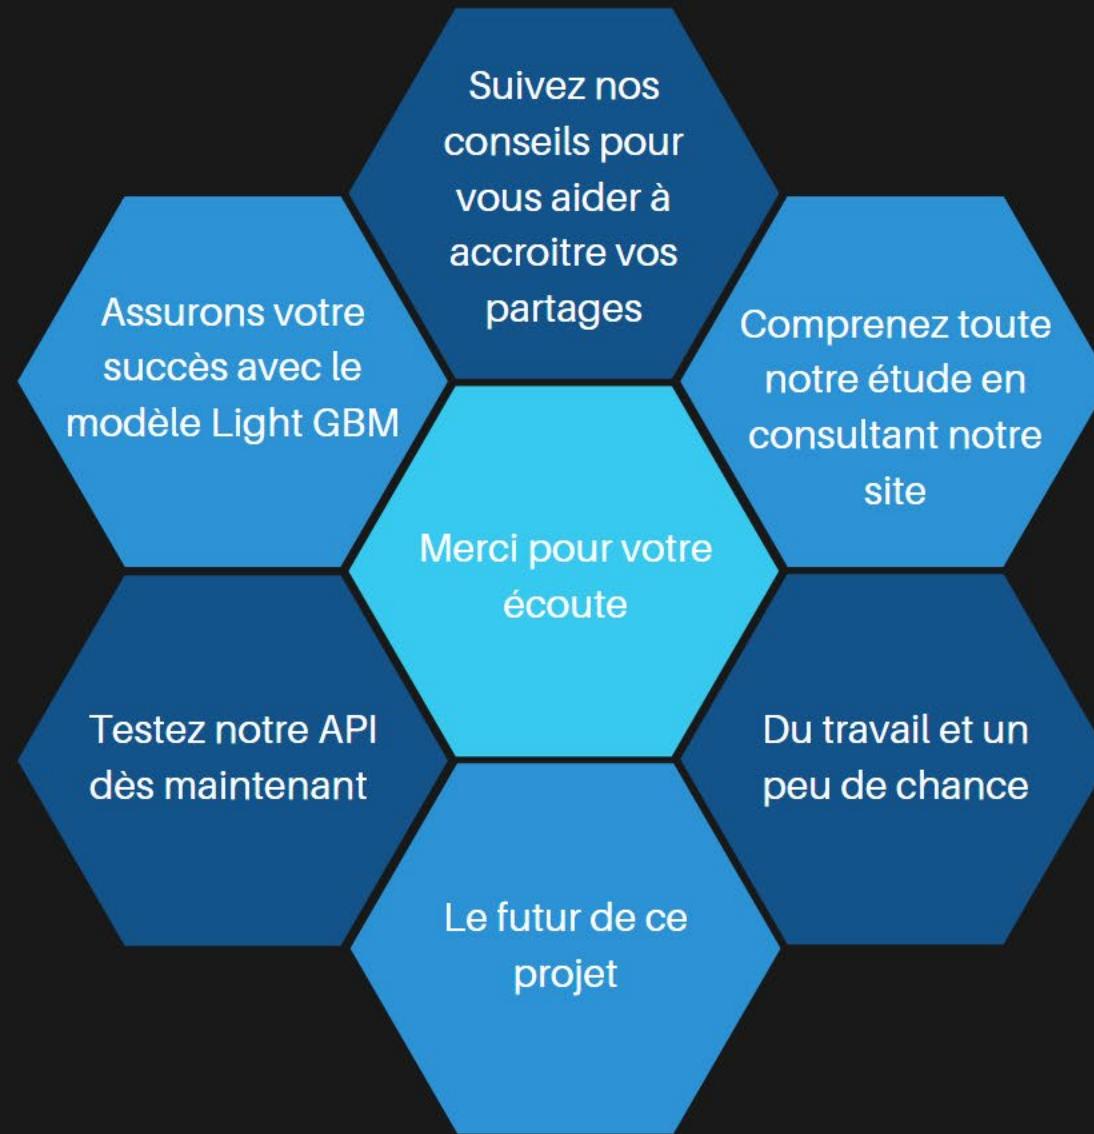 Suivez nos
conseils pour
vous aider à
accroitre vos
partages
Assurons votre
succès avec le
modèle Light GBM
Comprenez toute
notre étude en
consultant notre
site
Merci pour votre
écoute
Testez notre API
dès maintenant
Du travail et un
peu de chance
Le futur de ce
projet